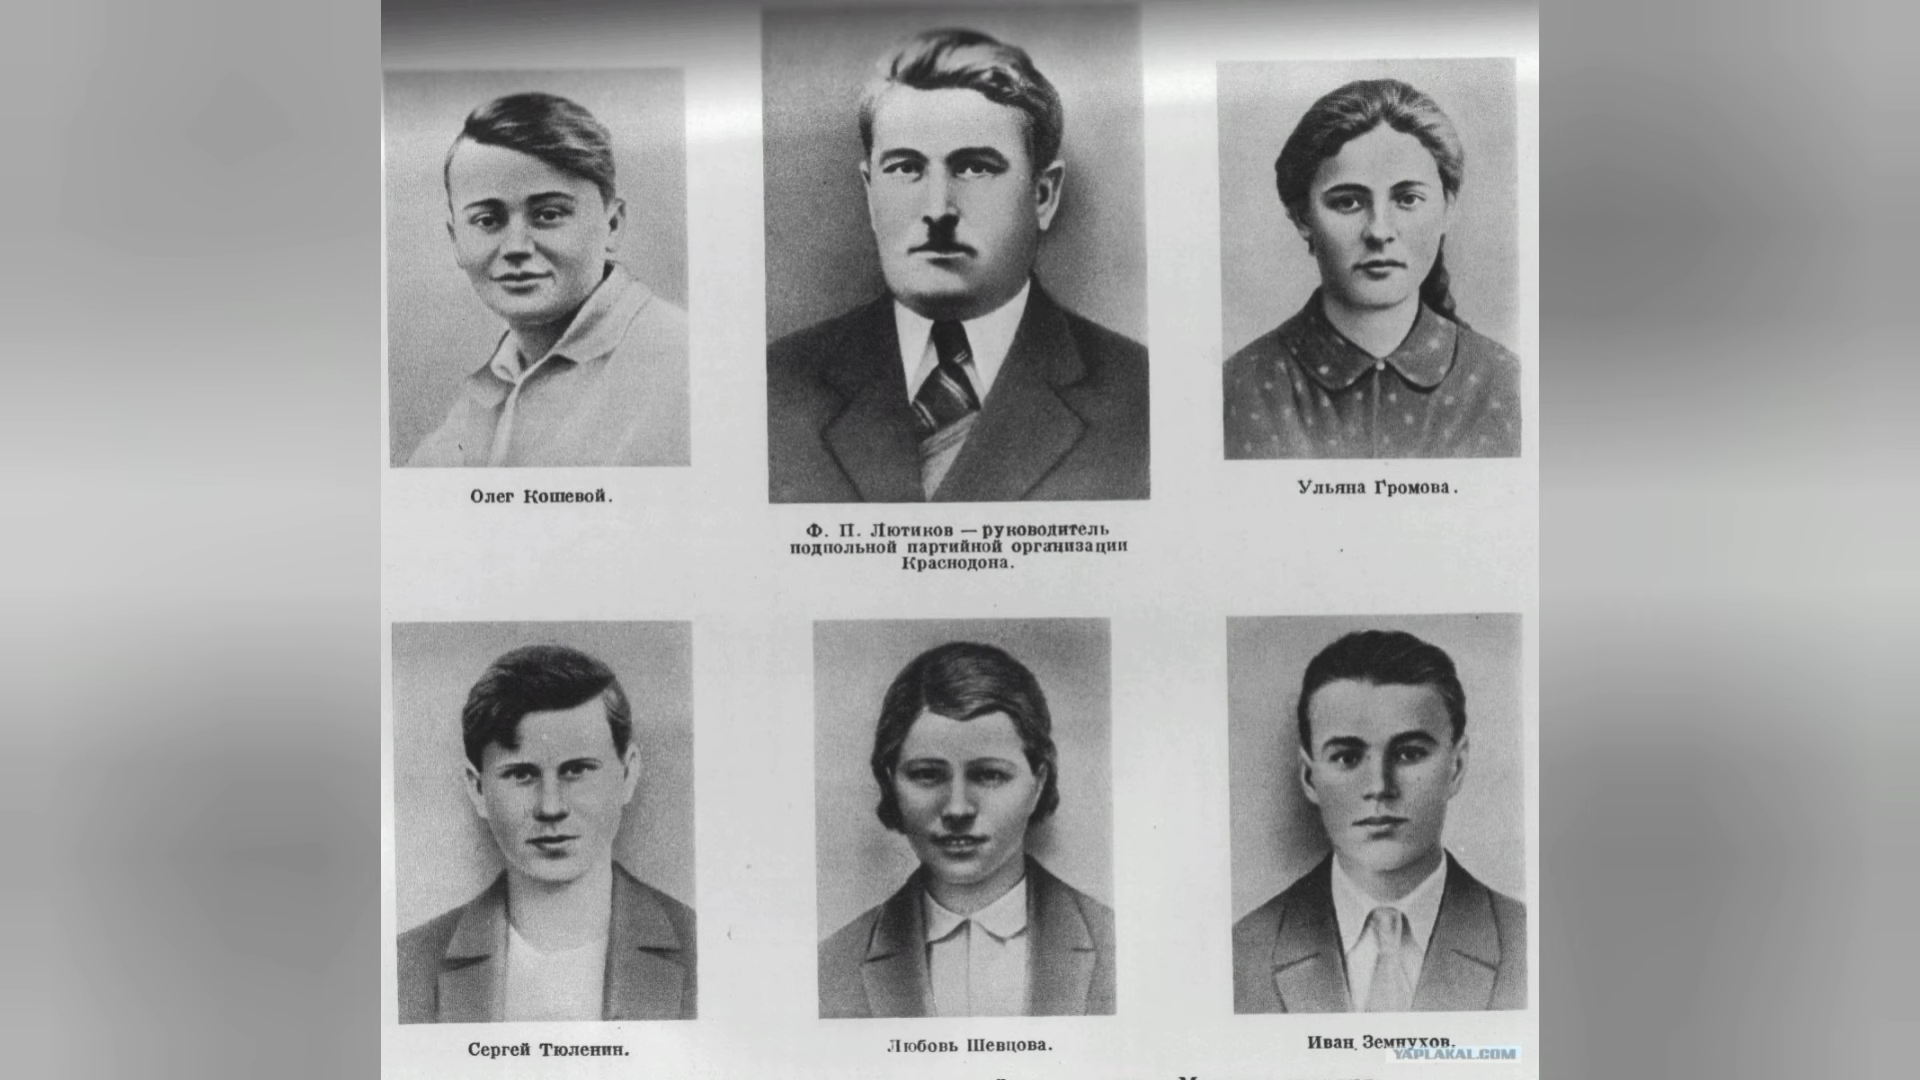 Олег Кошевой.
Ф. П. Лютиков — руководитель
подпольной партийной организации
Краснодона.
Ульяна Громова.
Сергей Тюленин.
Любовь Шевцова.
Иван Земнухов.
YAPLAKAL.COM